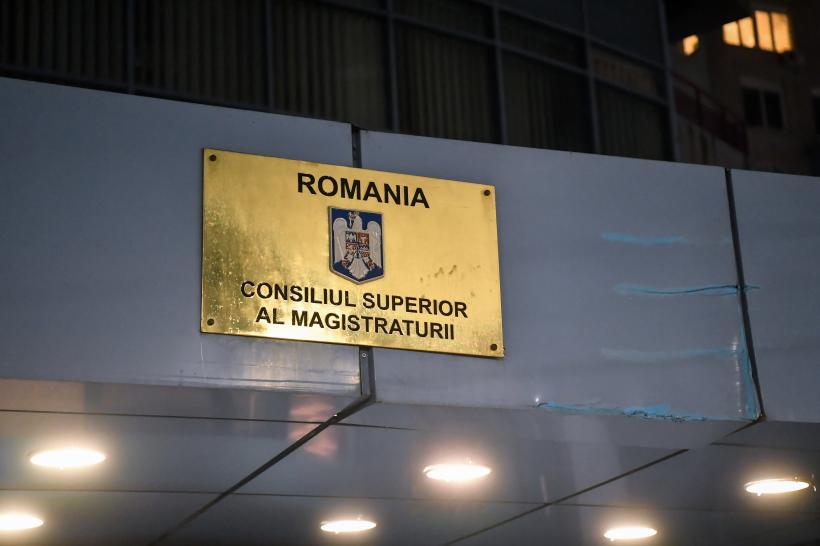 ROMANIA
CONSILIUL SUPERIOR
AL MAGISTRATURII